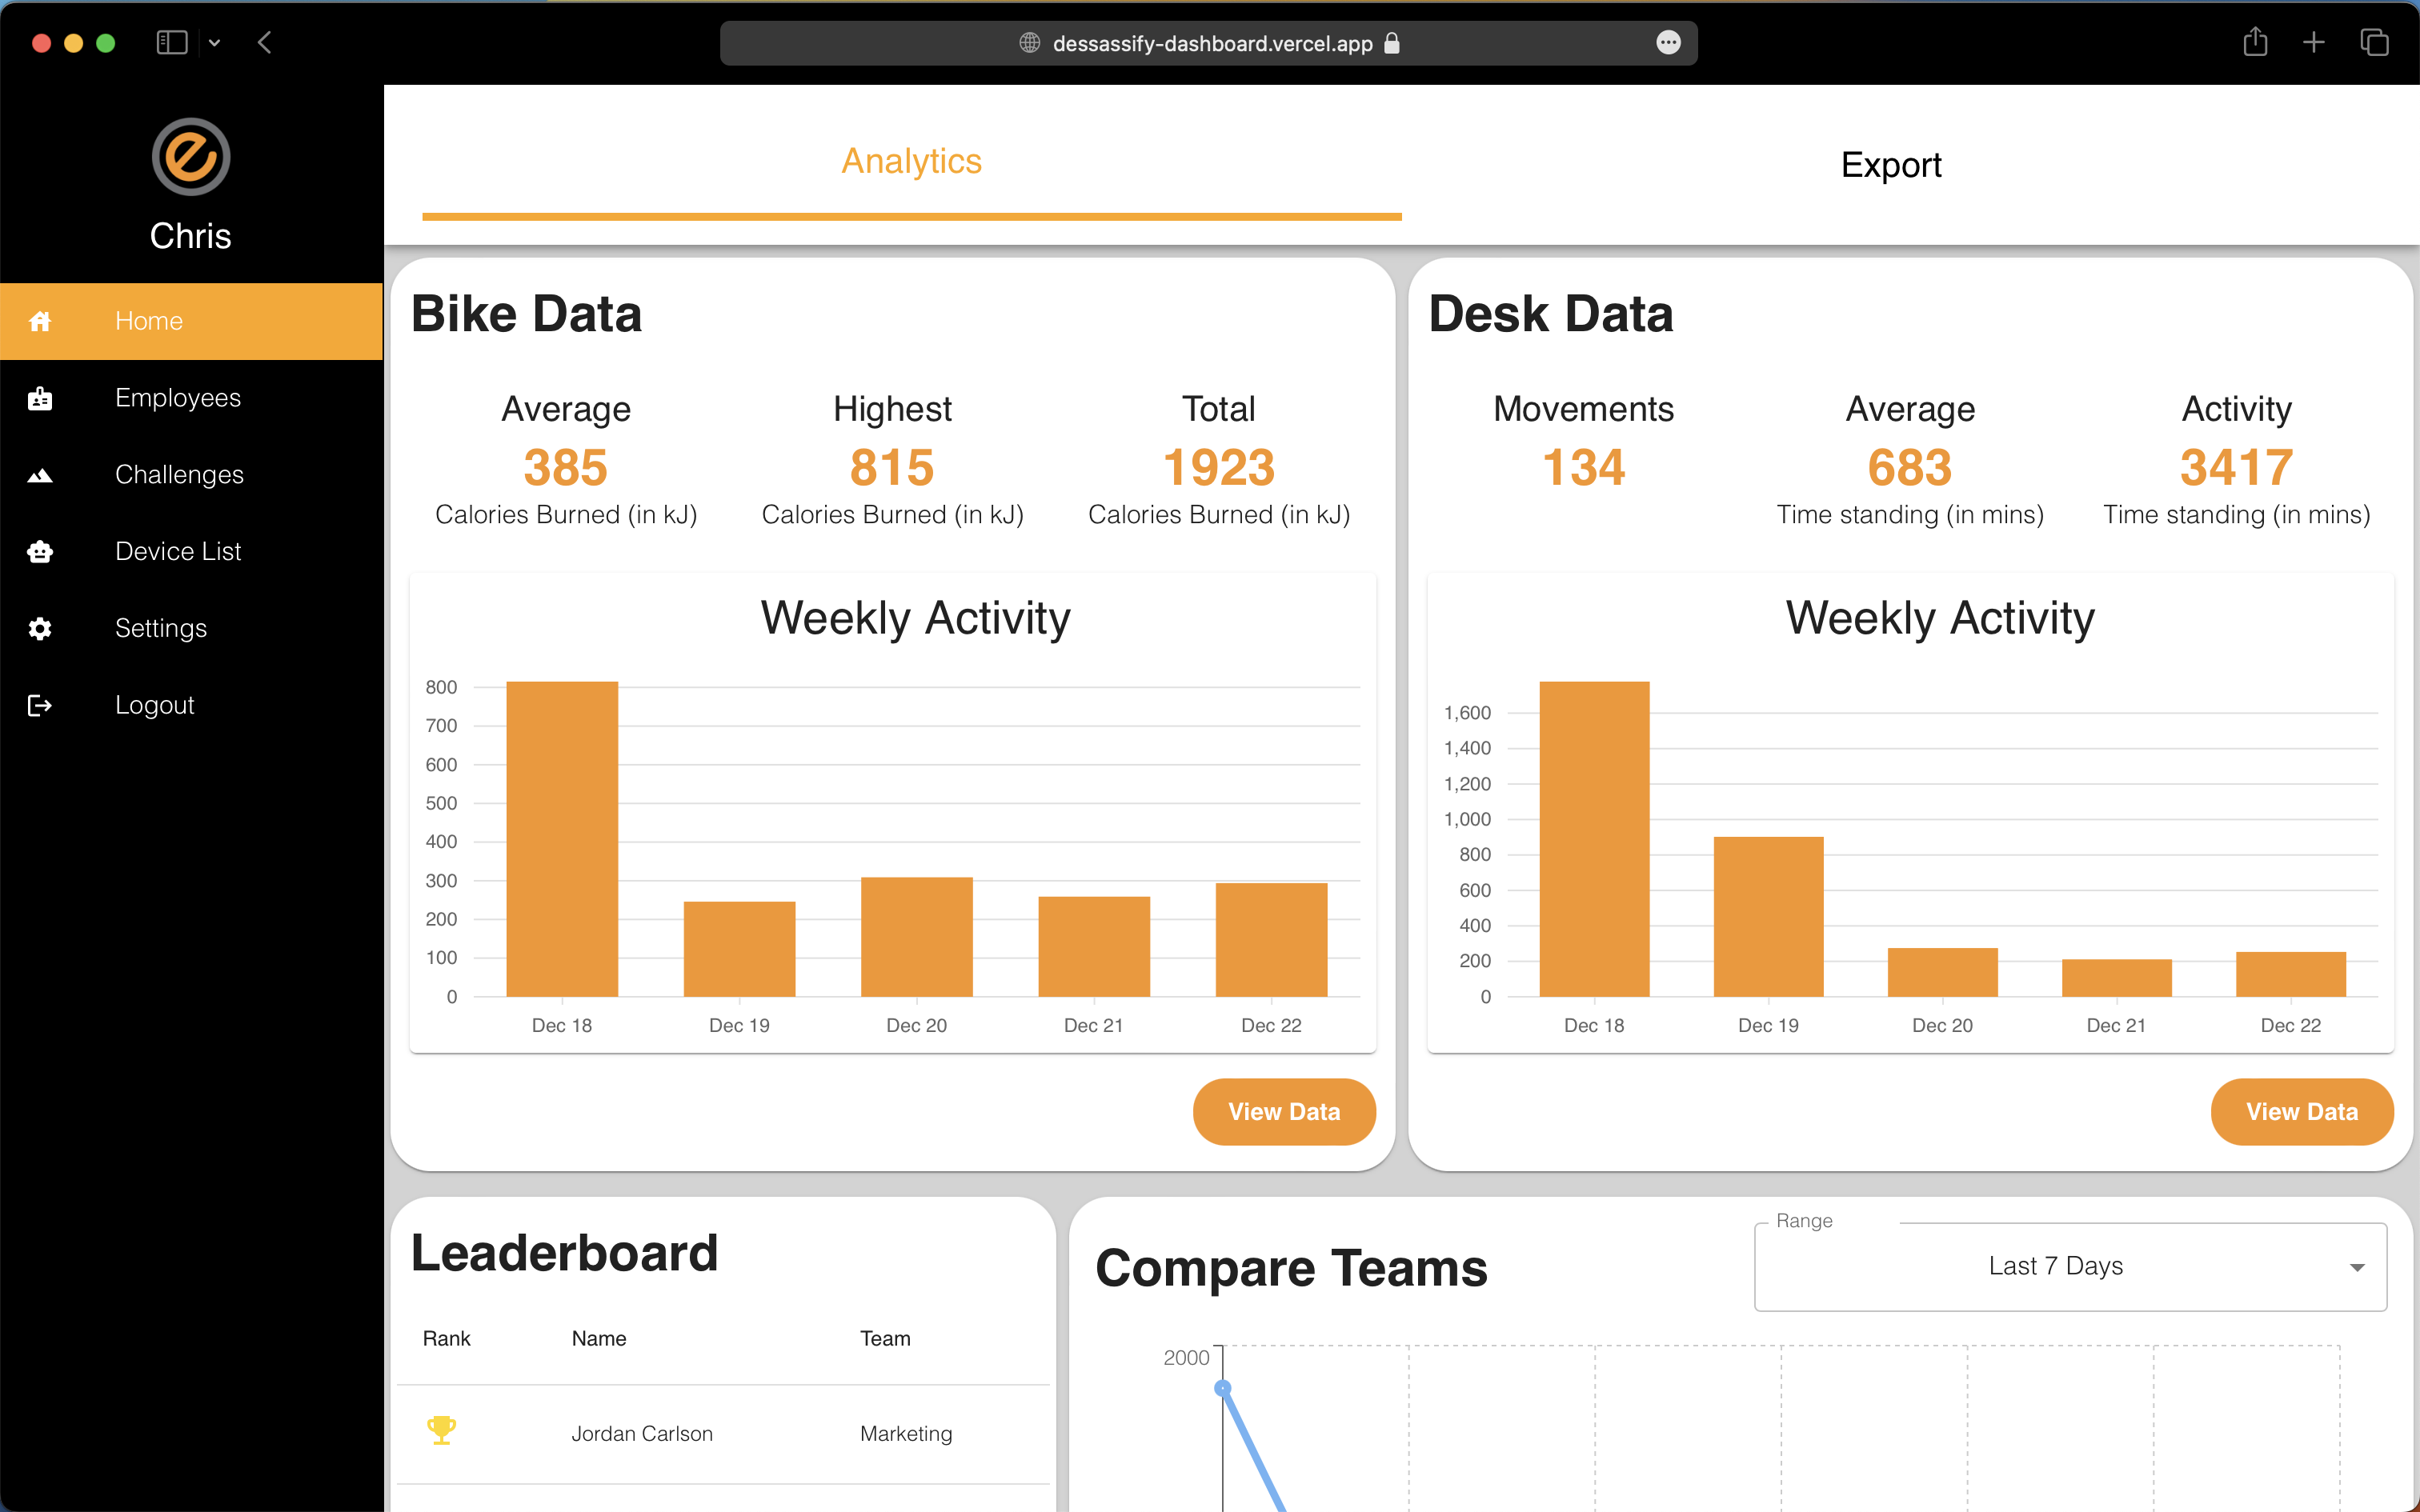 dessassify-dashboard.vercel.app
Chris
Home
Employees
Challenges
Device List
Settings
Logout
Analytics
Export
Bike Data
Average
385
Calories Burned (in kJ)
Highest
815
Calories Burned (in kJ)
Total
1923
Calories Burned (in kJ)
Weekly Activity
800
700
600
500
400
300
200
100
0
Dec 18 Dec 19 Dec 20 Dec 21 Dec 22
View Data
Desk Data
Movements
134
Average
683
Time standing (in mins)
Activity
3417
Time standing (in mins)
Weekly Activity
1,600
1,400
1,200
1,000
800
600
400
200
0
Dec 18 Dec 19 Dec 20 Dec 21 Dec 22
View Data
Leaderboard
Rank Name Team
Jordan Carlson Marketing
Compare Teams
Range
Last 7 Days
2000